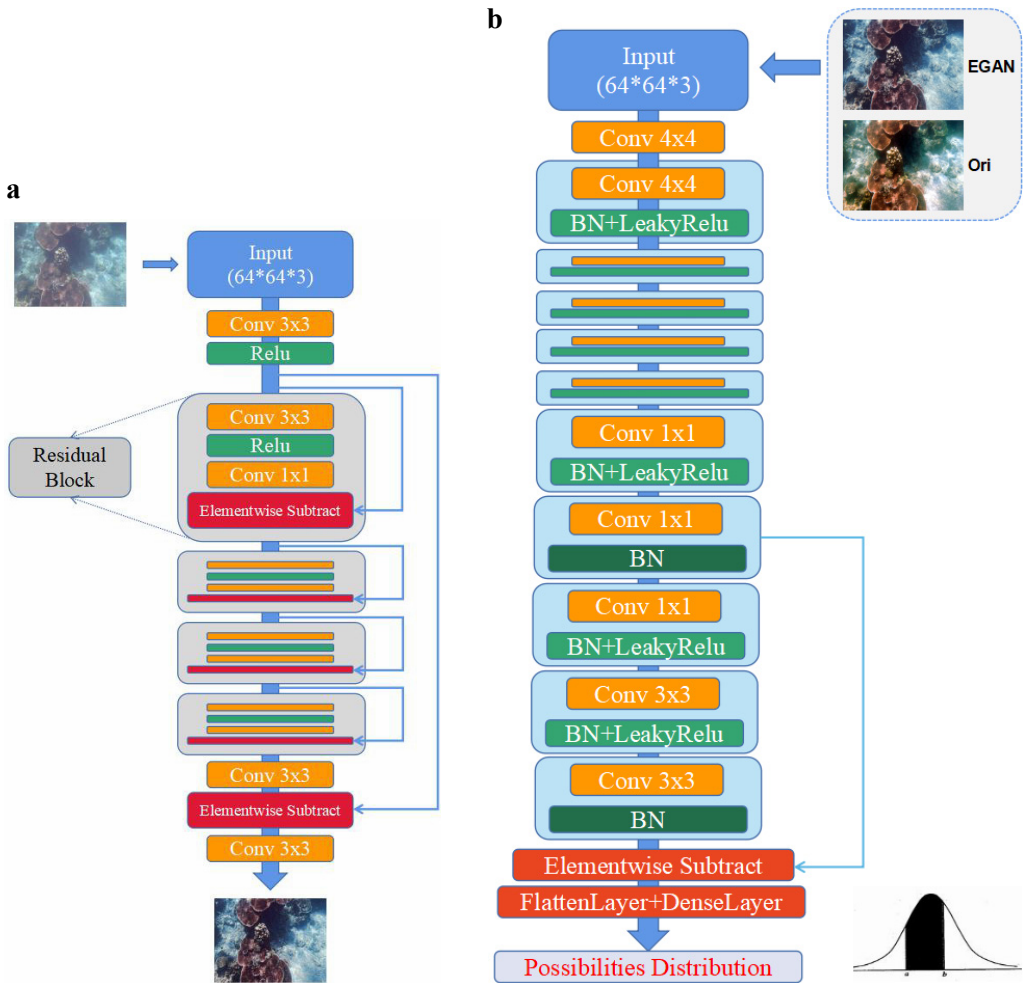 a
Input
(64*64*3)
Conv 3x3
Relu
Conv 3x3
Relu
Conv 1x1
Elementwise Subtract
Residual
Block
Conv 3x3
Elementwise Subtract
Conv 3x3
b
Input
(64*64*3)
EGAN
Ori
Conv 4x4
Conv 4x4
BN+LeakyRelu
Conv 1x1
BN+LeakyRelu
Conv 1x1
BN
Conv 1x1
BN+LeakyRelu
Conv 3x3
BN+LeakyRelu
Conv 3x3
BN
Elementwise Subtract
FlattenLayer+DenseLayer
Possibilities Distribution
a b